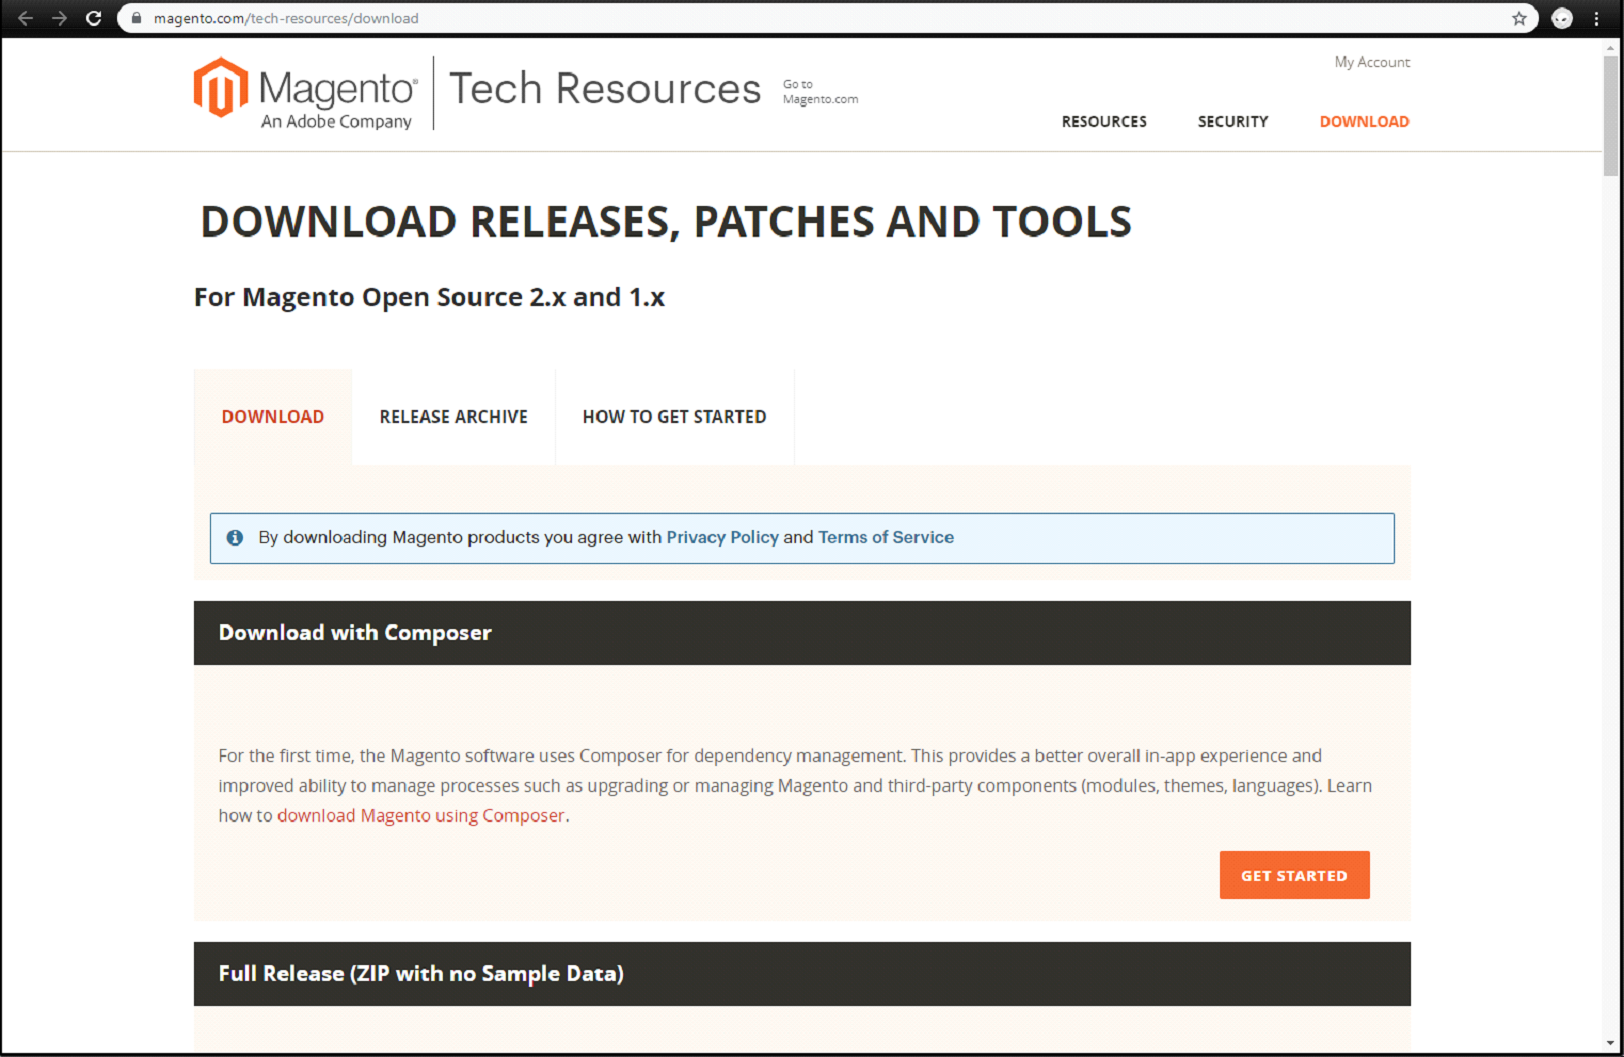 magento.com/tech-resources/download
My Account
Magento®
An Adobe Company
Tech Resources
Go to
Magento.com
RESOURCES
SECURITY
DOWNLOAD
DOWNLOAD RELEASES, PATCHES AND TOOLS
For Magento Open Source 2.x and 1.x
DOWNLOAD
RELEASE ARCHIVE
HOW TO GET STARTED
By downloading Magento products you agree with Privacy Policy and Terms of Service
Download with Composer
For the first time, the Magento software uses Composer for dependency management. This provides a better overall in-app experience and
improved ability to manage processes such as upgrading or managing Magento and third-party components (modules, themes, languages). Learn
how to download Magento using Composer.
GET STARTED
Full Release (ZIP with no Sample Data)